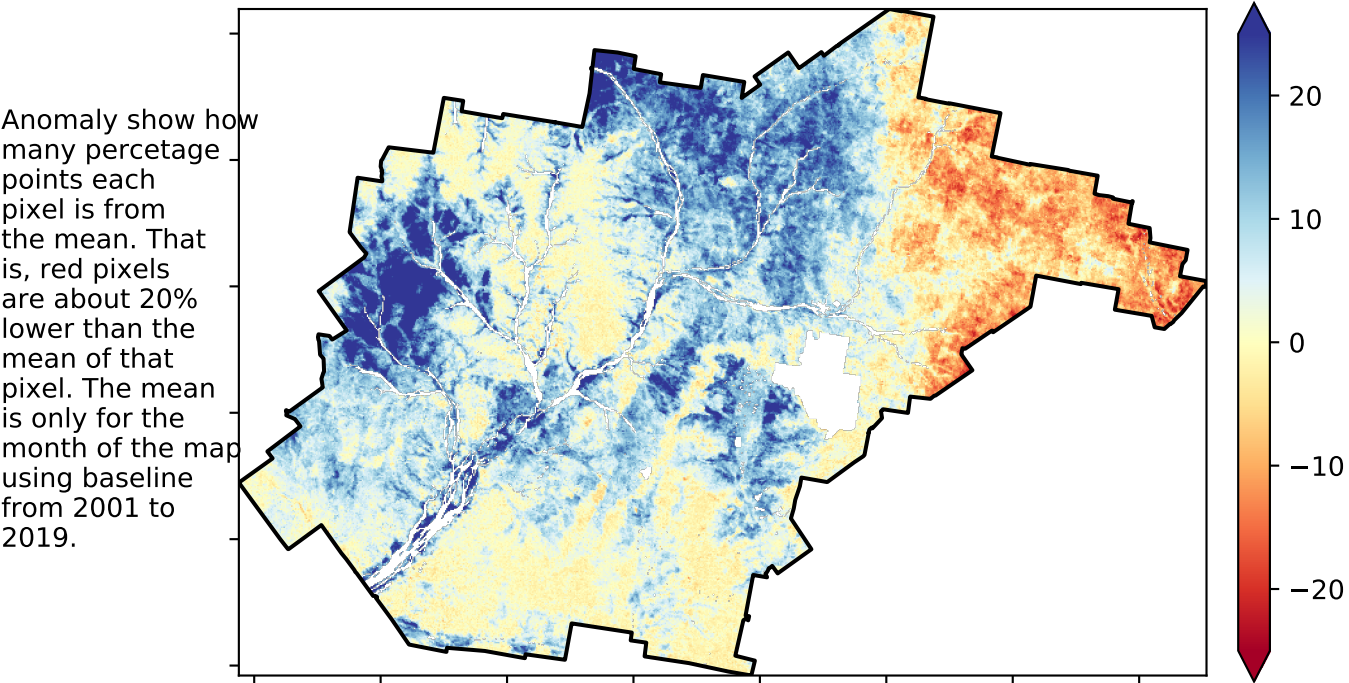 Anomaly show how
many percetage
points each
pixel is from
the mean. That
is, red pixels
are about 20%
lower than the
mean of that
pixel. The mean
is only for the
month of the map
using baseline
from 2001 to
2019.
20
10
0
−10
−20